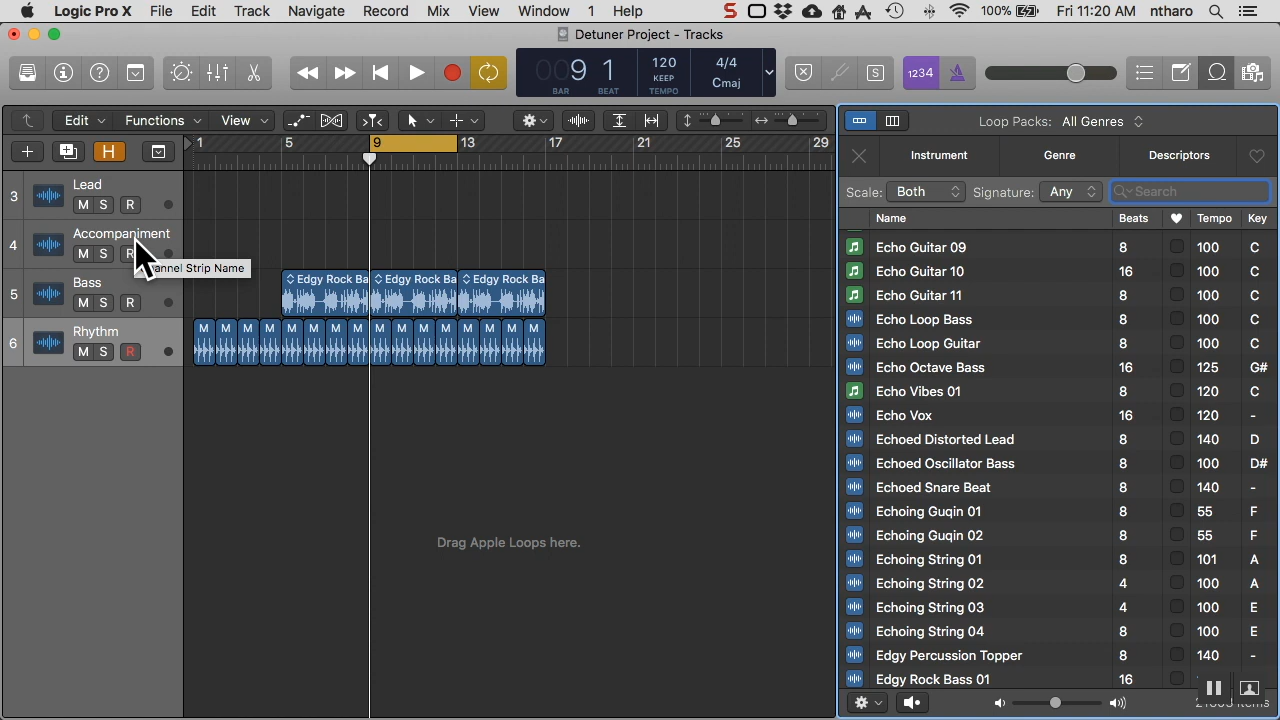 Logic Pro X File Edit Track Navigate Record Mix View Window 1 Help 100% Fri 11:20 AM ntharo
Detuner Project - Tracks
009 1 120 4/4
KEEP Cmaj
BAR BEAT TEMPO
S 1234
Edit Functions View
Loop Packs: All Genres
H
1 5 9 13 17 21 25 29
Instrument Genre Descriptors
Scale: Both Signature: Any Search
Name Beats Tempo Key
3 Lead
M S R
4 Accompaniment
M S R
annel Strip Name
5 Bass
M S R
Edgy Rock Ba Edgy Rock Ba Edgy Rock Ba
6 Rhythm
M S R
M M M M M M M M M M M M M M M M
Drag Apple Loops here.
Echo Guitar 09 8 100 C
Echo Guitar 10 16 100 C
Echo Guitar 11 8 100 C
Echo Loop Bass 8 100 C
Echo Loop Guitar 8 100 C
Echo Octave Bass 16 125 G#
Echo Vibes 01 8 120 C
Echo Vox 16 120 -
Echoed Distorted Lead 8 140 D
Echoed Oscillator Bass 8 100 D#
Echoed Snare Beat 8 140 -
Echoing Guqin 01 8 55 F
Echoing Guqin 02 8 55 F
Echoing String 01 8 101 A
Echoing String 02 4 100 A
Echoing String 03 4 100 E
Echoing String 04 8 100 E
Edgy Percussion Topper 8 140 -
Edgy Rock Bass 01 16
items